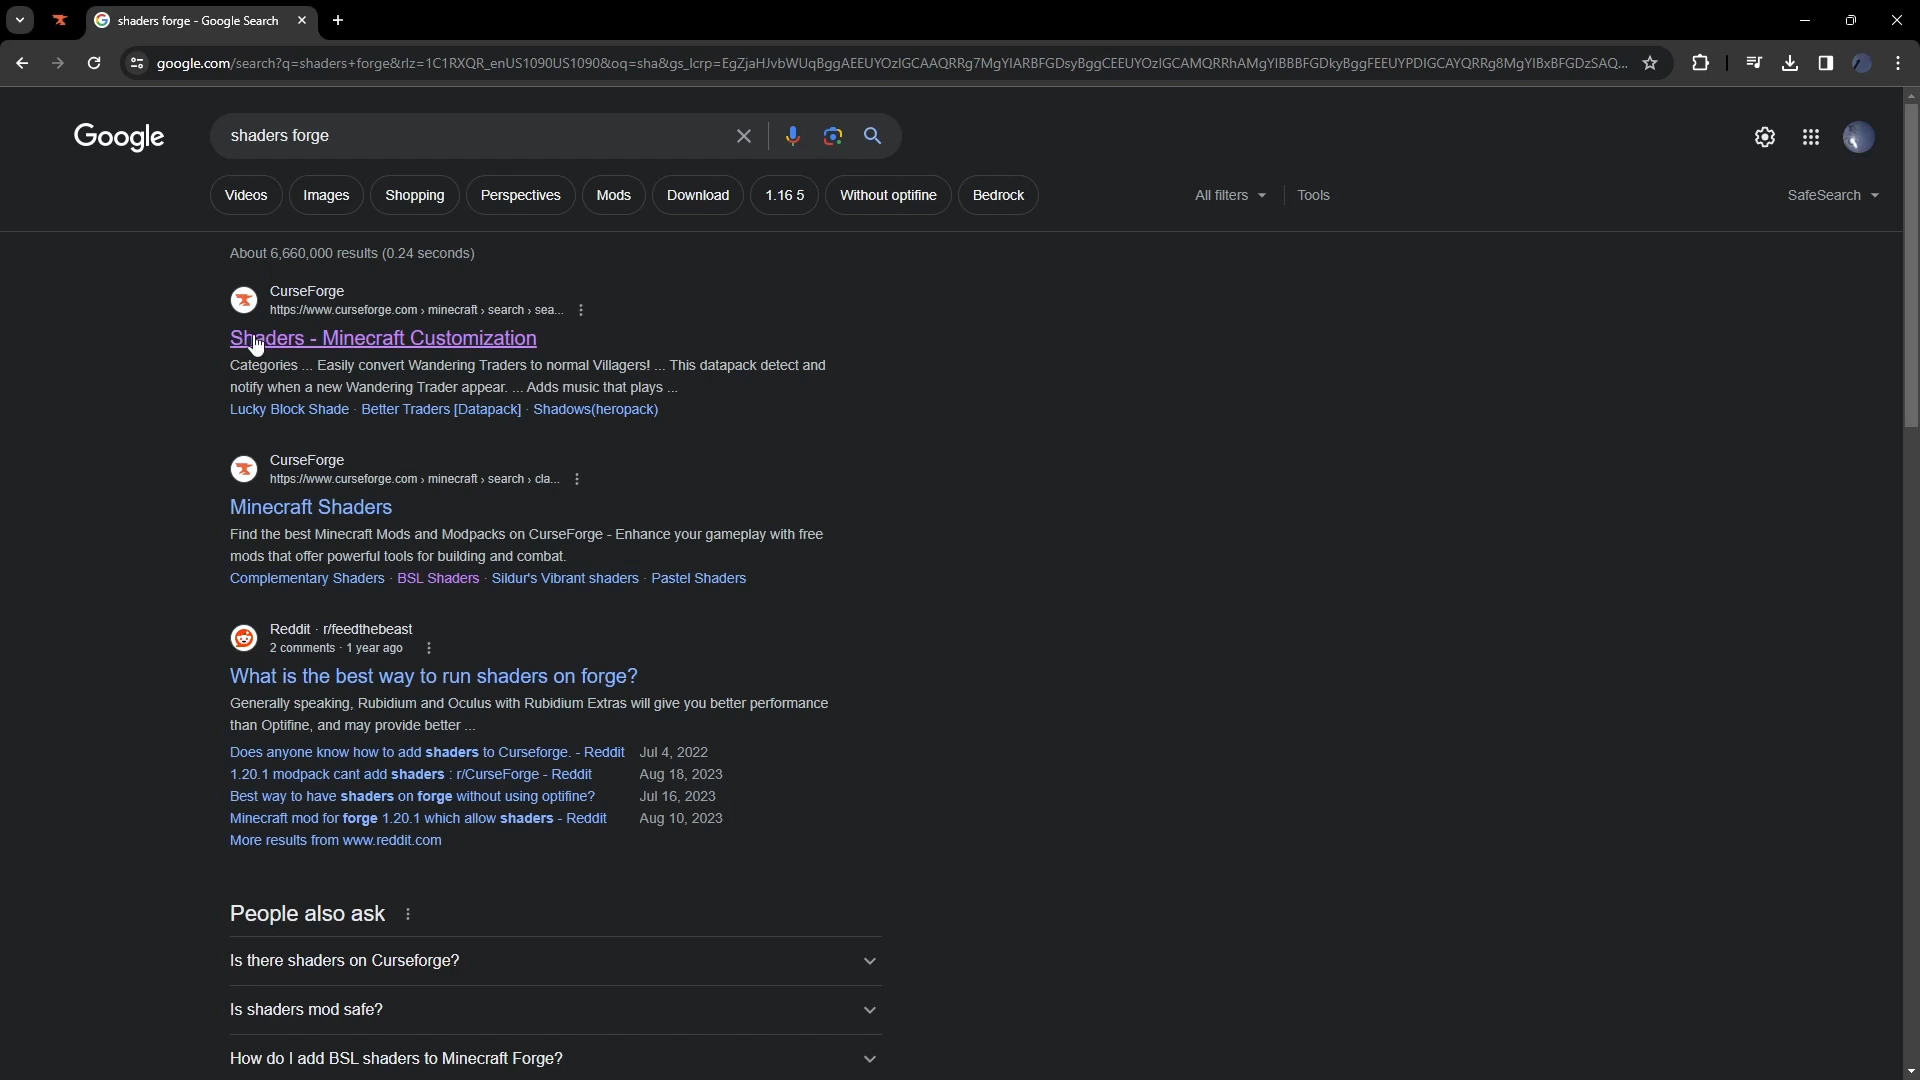 shaders forge - Google Search
google.com/search?q=shaders+forge&rlz=1C1RXQR_enUS1090US1090&oq=sha&gs_lcrp=EgZjaHJvbWUqBggAEEUYOzIGCAAQRRg7MgYIARBFGDsyBggCEEUYOzIGCAMQRRhAMgYIBBBFGDkyBggFEEUYPDIGCAYQRRg8MgYIBxBFGDzSAQ...
Google
shaders forge
Videos Images Shopping Perspectives Mods Download 1.16 5 Without optifine Bedrock All filters Tools SafeSearch
About 6,660,000 results (0.24 seconds)
CurseForge
https://www.curseforge.com › minecraft › search › sea...
Shaders - Minecraft Customization
Categories ... Easily convert Wandering Traders to normal Villagers! ... This datapack detect and
notify when a new Wandering Trader appear. ... Adds music that plays ...
Lucky Block Shade · Better Traders [Datapack] · Shadows(heropack)
CurseForge
https://www.curseforge.com › minecraft › search › cla...
Minecraft Shaders
Find the best Minecraft Mods and Modpacks on CurseForge - Enhance your gameplay with free
mods that offer powerful tools for building and combat.
Complementary Shaders · BSL Shaders · Sildur's Vibrant shaders · Pastel Shaders
Reddit · r/feedthebeast
2 comments · 1 year ago
What is the best way to run shaders on forge?
Generally speaking, Rubidium and Oculus with Rubidium Extras will give you better performance
than Optifine, and may provide better ...
Does anyone know how to add shaders to Curseforge. - Reddit Jul 4, 2022
1.20.1 modpack cant add shaders : r/CurseForge - Reddit Aug 18, 2023
Best way to have shaders on forge without using optifine? Jul 16, 2023
Minecraft mod for forge 1.20.1 which allow shaders - Reddit Aug 10, 2023
More results from www.reddit.com
People also ask
Is there shaders on Curseforge?
Is shaders mod safe?
How do I add BSL shaders to Minecraft Forge?